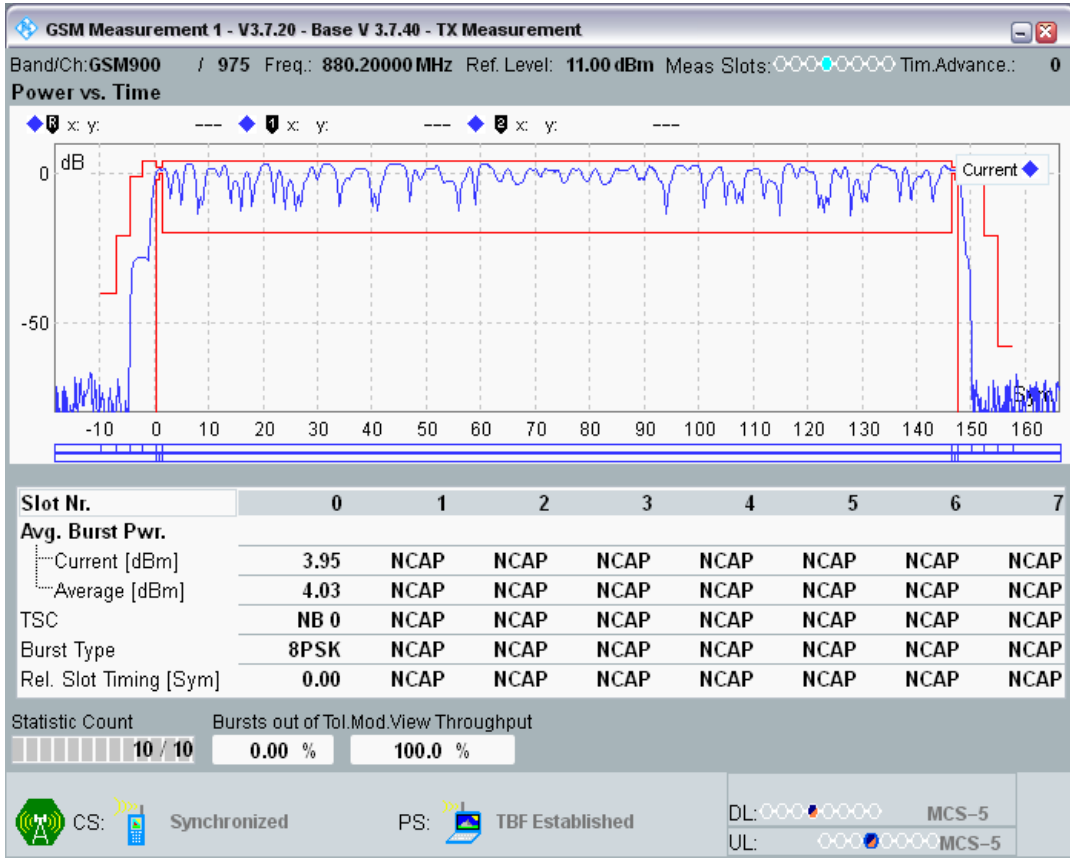 GSM Measurement 1 - V3.7.20 - Base V 3.7.40 - TX Measurement
Band/Ch:GSM900 / 975 Freq.: 880.20000 MHz Ref. Level: 11.00 dBm Meas Slots: Tim.Advance.: 0
Power vs. Time
R x: y: --- 1 x: y: --- 2 x: y: ---
dB
Current
0
-50
Sym
-10 0 10 20 30 40 50 60 70 80 90 100 110 120 130 140 150 160
Slot Nr. 0 1 2 3 4 5 6 7
Avg. Burst Pwr.
Current [dBm] 3.95 NCAP NCAP NCAP NCAP NCAP NCAP NCAP
Average [dBm] 4.03 NCAP NCAP NCAP NCAP NCAP NCAP NCAP
TSC NB 0 NCAP NCAP NCAP NCAP NCAP NCAP NCAP
Burst Type 8PSK NCAP NCAP NCAP NCAP NCAP NCAP NCAP
Rel. Slot Timing [Sym] 0.00 NCAP NCAP NCAP NCAP NCAP NCAP NCAP
Statistic Count Bursts out of Tol.Mod.View Throughput
10 / 10 0.00 % 100.0 %
CS: Synchronized PS: TBF Established DL: MCS-5
UL: MCS-5